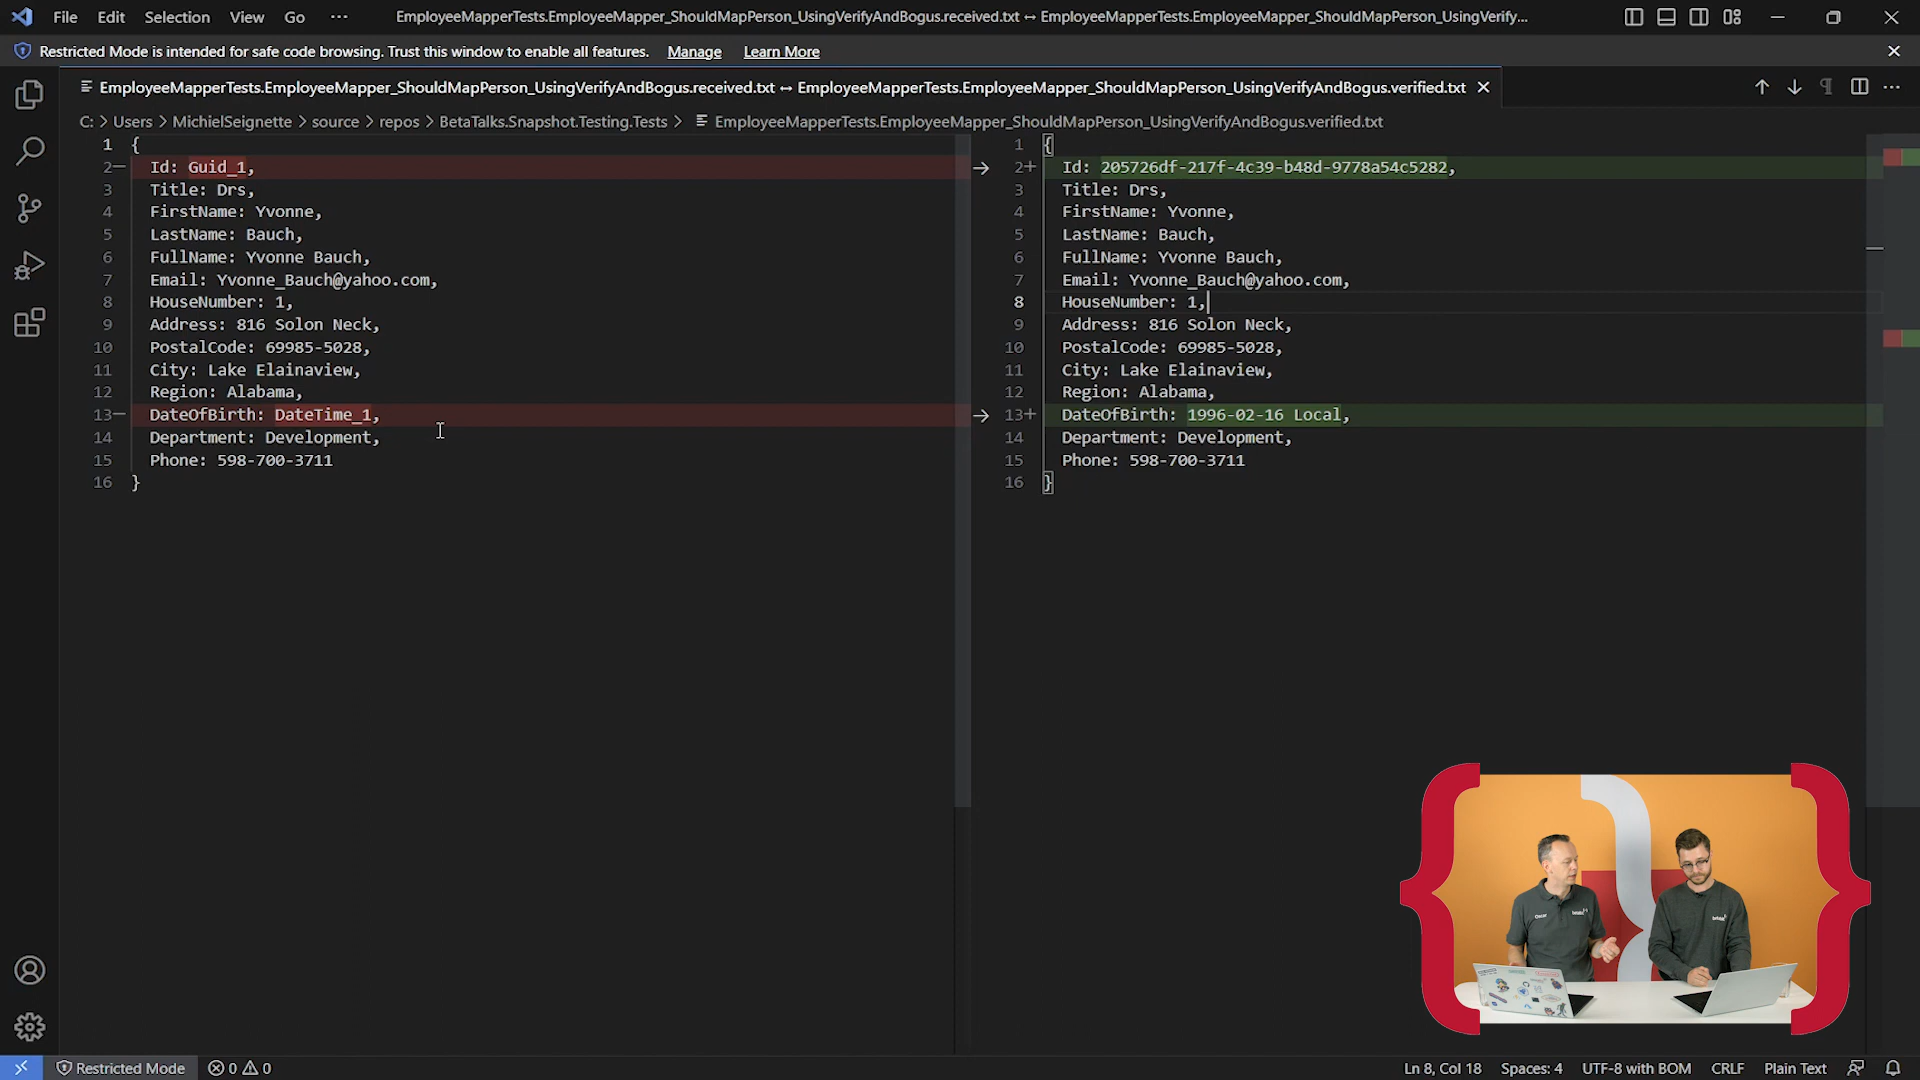 File Edit Selection View Go ··· EmployeeMapperTests.EmployeeMapper_ShouldMapPerson_UsingVerifyAndBogus.received.txt ↔ EmployeeMapperTests.EmployeeMapper_ShouldMapPerson_UsingVerify...
Restricted Mode is intended for safe code browsing. Trust this window to enable all features. Manage Learn More
EmployeeMapperTests.EmployeeMapper_ShouldMapPerson_UsingVerifyAndBogus.received.txt ↔ EmployeeMapperTests.EmployeeMapper_ShouldMapPerson_UsingVerifyAndBogus.verified.txt
C: > Users > MichielSeignette > source > repos > BetaTalks.Snapshot.Testing.Tests > EmployeeMapperTests.EmployeeMapper_ShouldMapPerson_UsingVerifyAndBogus.verified.txt
1 {
2— Id: Guid_1,
3 Title: Drs,
4 FirstName: Yvonne,
5 LastName: Bauch,
6 FullName: Yvonne Bauch,
7 Email: Yvonne_Bauch@yahoo.com,
8 HouseNumber: 1,
9 Address: 816 Solon Neck,
10 PostalCode: 69985-5028,
11 City: Lake Elainaview,
12 Region: Alabama,
13— DateOfBirth: DateTime_1,
14 Department: Development,
15 Phone: 598-700-3711
16 }
1 {
2+ Id: 205726df-217f-4c39-b48d-9778a54c5282,
3 Title: Drs,
4 FirstName: Yvonne,
5 LastName: Bauch,
6 FullName: Yvonne Bauch,
7 Email: Yvonne_Bauch@yahoo.com,
8 HouseNumber: 1,
9 Address: 816 Solon Neck,
10 PostalCode: 69985-5028,
11 City: Lake Elainaview,
12 Region: Alabama,
13+ DateOfBirth: 1996-02-16 Local,
14 Department: Development,
15 Phone: 598-700-3711
16 }
Oscar
Restricted Mode 0 0 Ln 8, Col 18 Spaces: 4 UTF-8 with BOM CRLF Plain Text